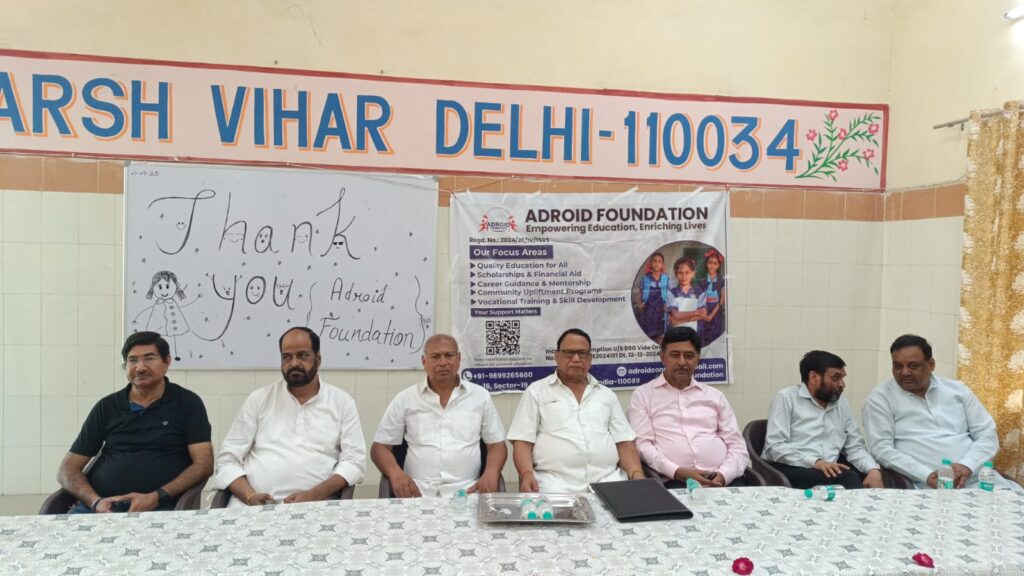 ARSH VIHAR DELHI-110034
Thank
you
{Adroid
Foundation}
ADROID
ADROID FOUNDATION
Empowering Education, Enriching Lives
Our Focus Areas
Quality Education for All
Scholarships & Financial Aid
Career Guidance & Mentorship
Community Upliftment Programs
Vocational Training & Skill Development
Your Support Matters
+91-9899265660